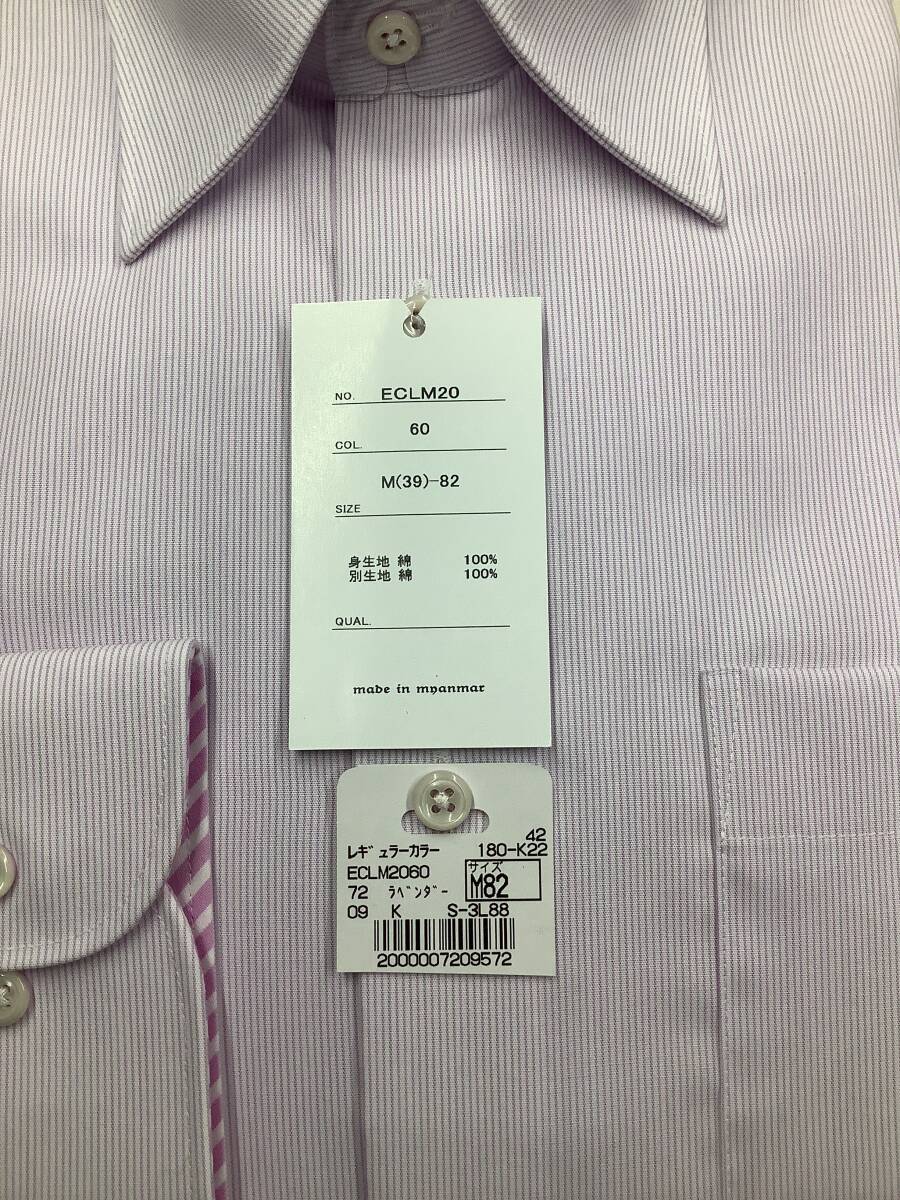 NO. ECLM20
60
COL.
M(39)-82
SIZE
身生地 綿 100%
別生地 綿 100%
QUAL.
made in myanmar
42
ﾚｷﾞｭﾗｰｶﾗｰ 180-K22
ECLM2060 サイズ
72 ﾗﾍﾞﾝﾀﾞｰ M82
09 K S-3L88
2000007209572